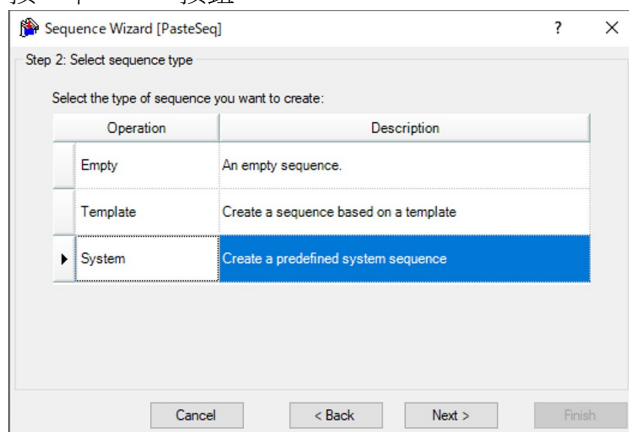 Sequence Wizard [PasteSeq]
Step 2: Select sequence type
Select the type of sequence you want to create:
Operation Description
Empty An empty sequence.
Template Create a sequence based on a template
System Create a predefined system sequence
Cancel < Back Next > Finish